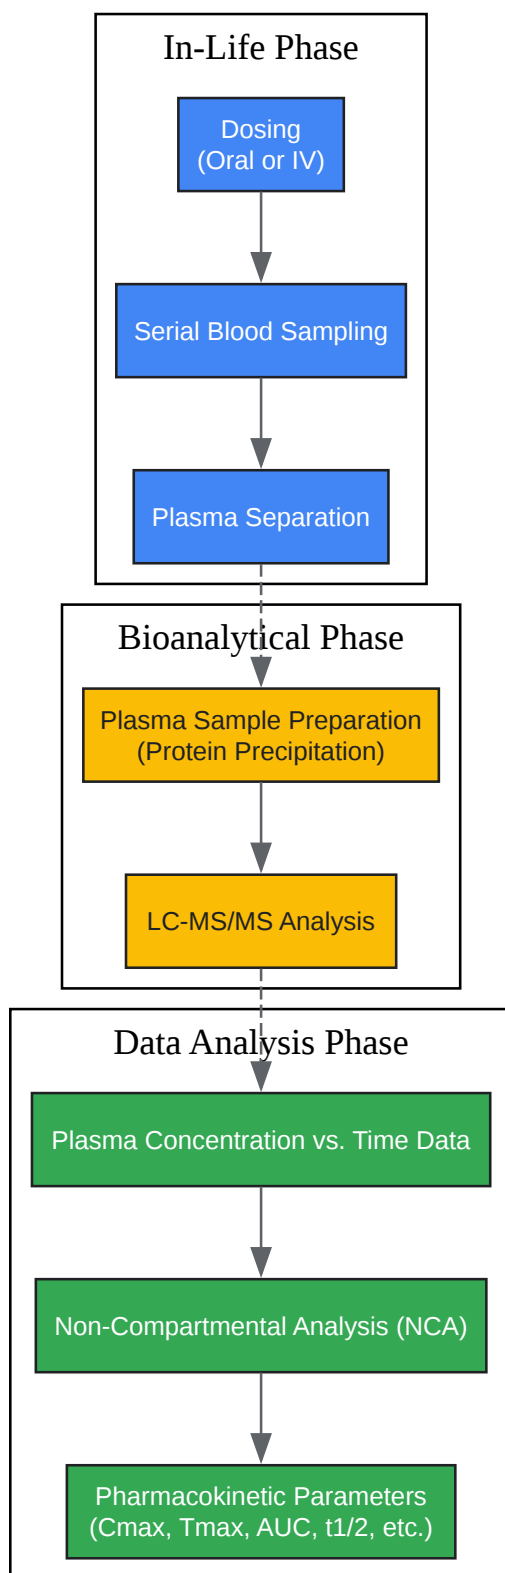 In-Life Phase
Dosing
(Oral or IV)
Serial Blood Sampling
Plasma Separation
Bioanalytical Phase
Plasma Sample Preparation
(Protein Precipitation)
LC-MS/MS Analysis
Data Analysis Phase
Plasma Concentration vs. Time Data
Non-Compartmental Analysis (NCA)
Pharmacokinetic Parameters
(Cmax, Tmax, AUC, t1/2, etc.)